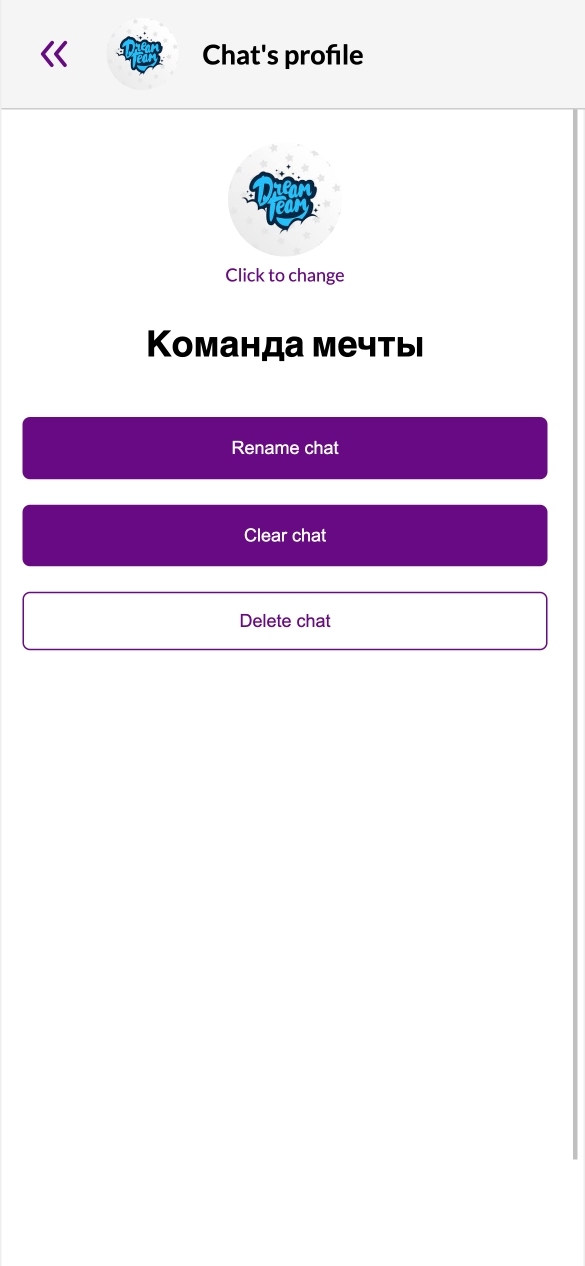 Dream
Team
Chat's profile
Dream
Team
Click to change
Команда мечты
Rename chat
Clear chat
Delete chat